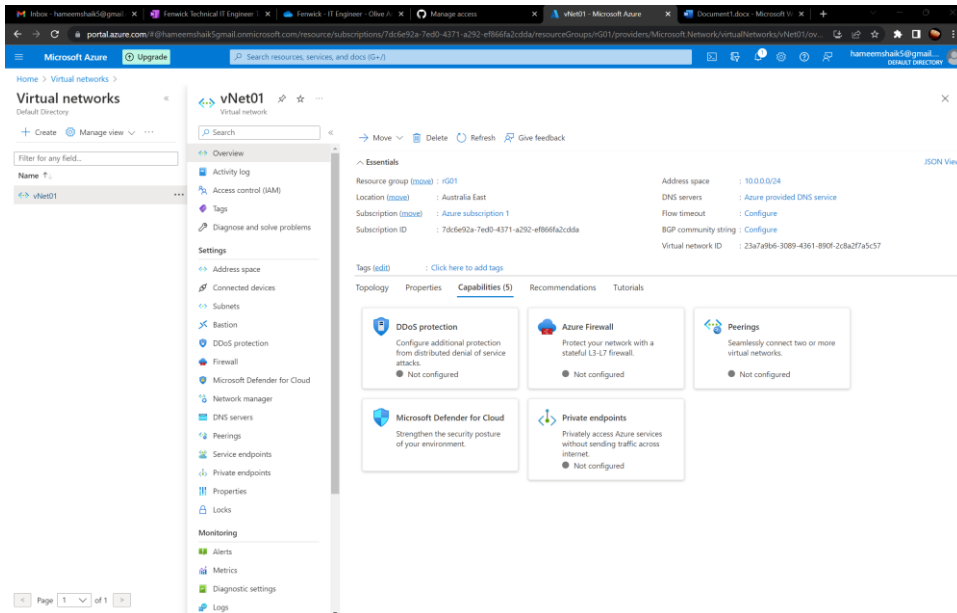 Inbox - hameemshaik5@gmail
Fenwick Technical IT Engineer
Fenwick - IT Engineer - Olive A
Manage access
vNet01 - Microsoft Azure
Document1.docx - Microsoft W
portal.azure.com/#@hameemshaik5gmail.onmicrosoft.com/resource/subscriptions/7dc6e92a-7ed0-4371-a292-ef866fa2cdda/resourceGroups/rG01/providers/Microsoft.Network/virtualNetworks/vNet01/ov...
Microsoft Azure
Upgrade
Search resources, services, and docs (G+/)
hameemshaik5@gmail....
DEFAULT DIRECTORY
Home > Virtual networks >
Virtual networks
Default Directory
+ Create
Manage view
Filter for any field...
Name ↑↓
vNet01
Page 1 of 1
vNet01
Virtual network
Search
Overview
Activity log
Access control (IAM)
Tags
Diagnose and solve problems
Settings
Address space
Connected devices
Subnets
Bastion
DDoS protection
Firewall
Microsoft Defender for Cloud
Network manager
DNS servers
Peerings
Service endpoints
Private endpoints
Properties
Locks
Monitoring
Alerts
Metrics
Diagnostic settings
Logs
Move
Delete
Refresh
Give feedback
Essentials
JSON View
Resource group (move) : rG01
Location (move) : Australia East
Subscription (move) : Azure subscription 1
Subscription ID : 7dc6e92a-7ed0-4371-a292-ef866fa2cdda
Address space : 10.0.0.0/24
DNS servers : Azure provided DNS service
Flow timeout : Configure
BGP community string : Configure
Virtual network ID : 23a7a9b6-3089-4361-890f-2c8a2f7a5c57
Tags (edit) : Click here to add tags
Topology
Properties
Capabilities (5)
Recommendations
Tutorials
DDoS protection
Configure additional protection
from distributed denial of service
attacks.
Not configured
Azure Firewall
Protect your network with a
stateful L3-L7 firewall.
Not configured
Peerings
Seamlessly connect two or more
virtual networks.
Not configured
Microsoft Defender for Cloud
Strengthen the security posture
of your environment.
Private endpoints
Privately access Azure services
without sending traffic across
internet.
Not configured